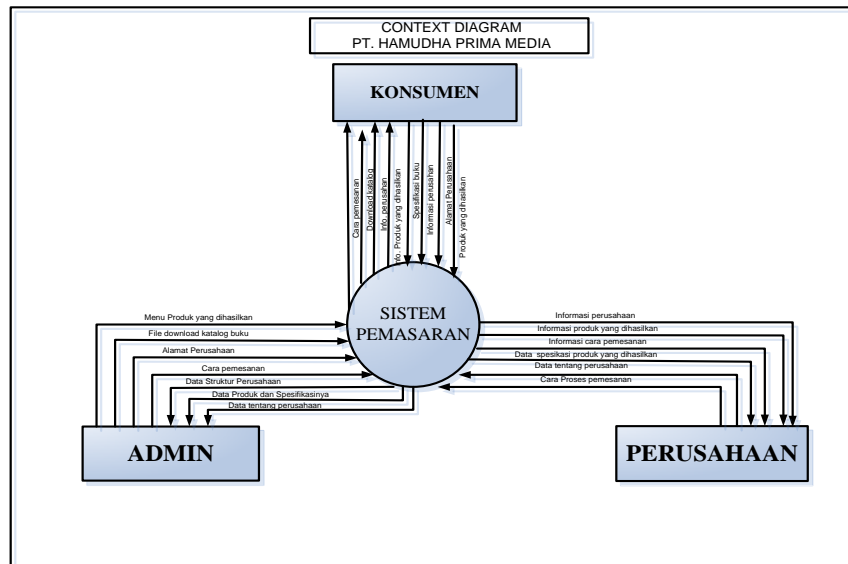 CONTEXT DIAGRAM
PT. HAMUDHA PRIMA MEDIA
KONSUMEN
Cara pemesanan
Download katalog
Info. perusahan
Info. Produk yang dihasilkan
Spesifikasi buku
Informasi perusahan
Alamat Perusahaan
Produk yang dihasilkan
SISTEM
PEMASARAN
Menu Produk yang dihasilkan
File download katalog buku
Alamat Perusahaan
Cara pemesanan
Data Struktur Perusahaan
Data Produk dan Spesifikasinya
Data tentang perusahaan
Informasi perusahaan
Informasi produk yang dihasilkan
Informasi cara pemesanan
Data spesikasi produk yang dihasilkan
Data tentang perusahaan
Cara Proses pemesanan
ADMIN
PERUSAHAAN